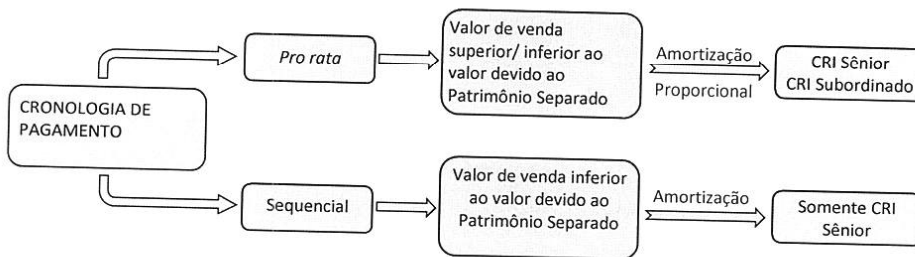 CRONOLOGIA DE
PAGAMENTO
Pro rata
Valor de venda
superior/ inferior ao
valor devido ao
Patrimônio Separado
Amortização
Proporcional
CRI Sênior
CRI Subordinado
Sequencial
Valor de venda inferior
ao valor devido ao
Patrimônio Separado
Amortização
Somente CRI
Sênior